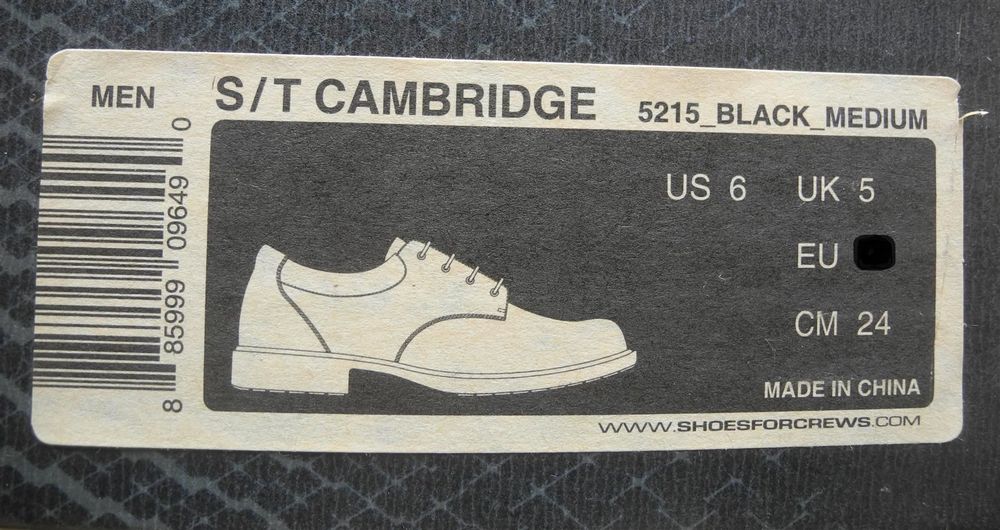 MEN
S/T CAMBRIDGE
5215_BLACK_MEDIUM
US 6 UK 5
EU
CM 24
MADE IN CHINA
WWW.SHOESFORCREWS.COM
8 85999 09649 0